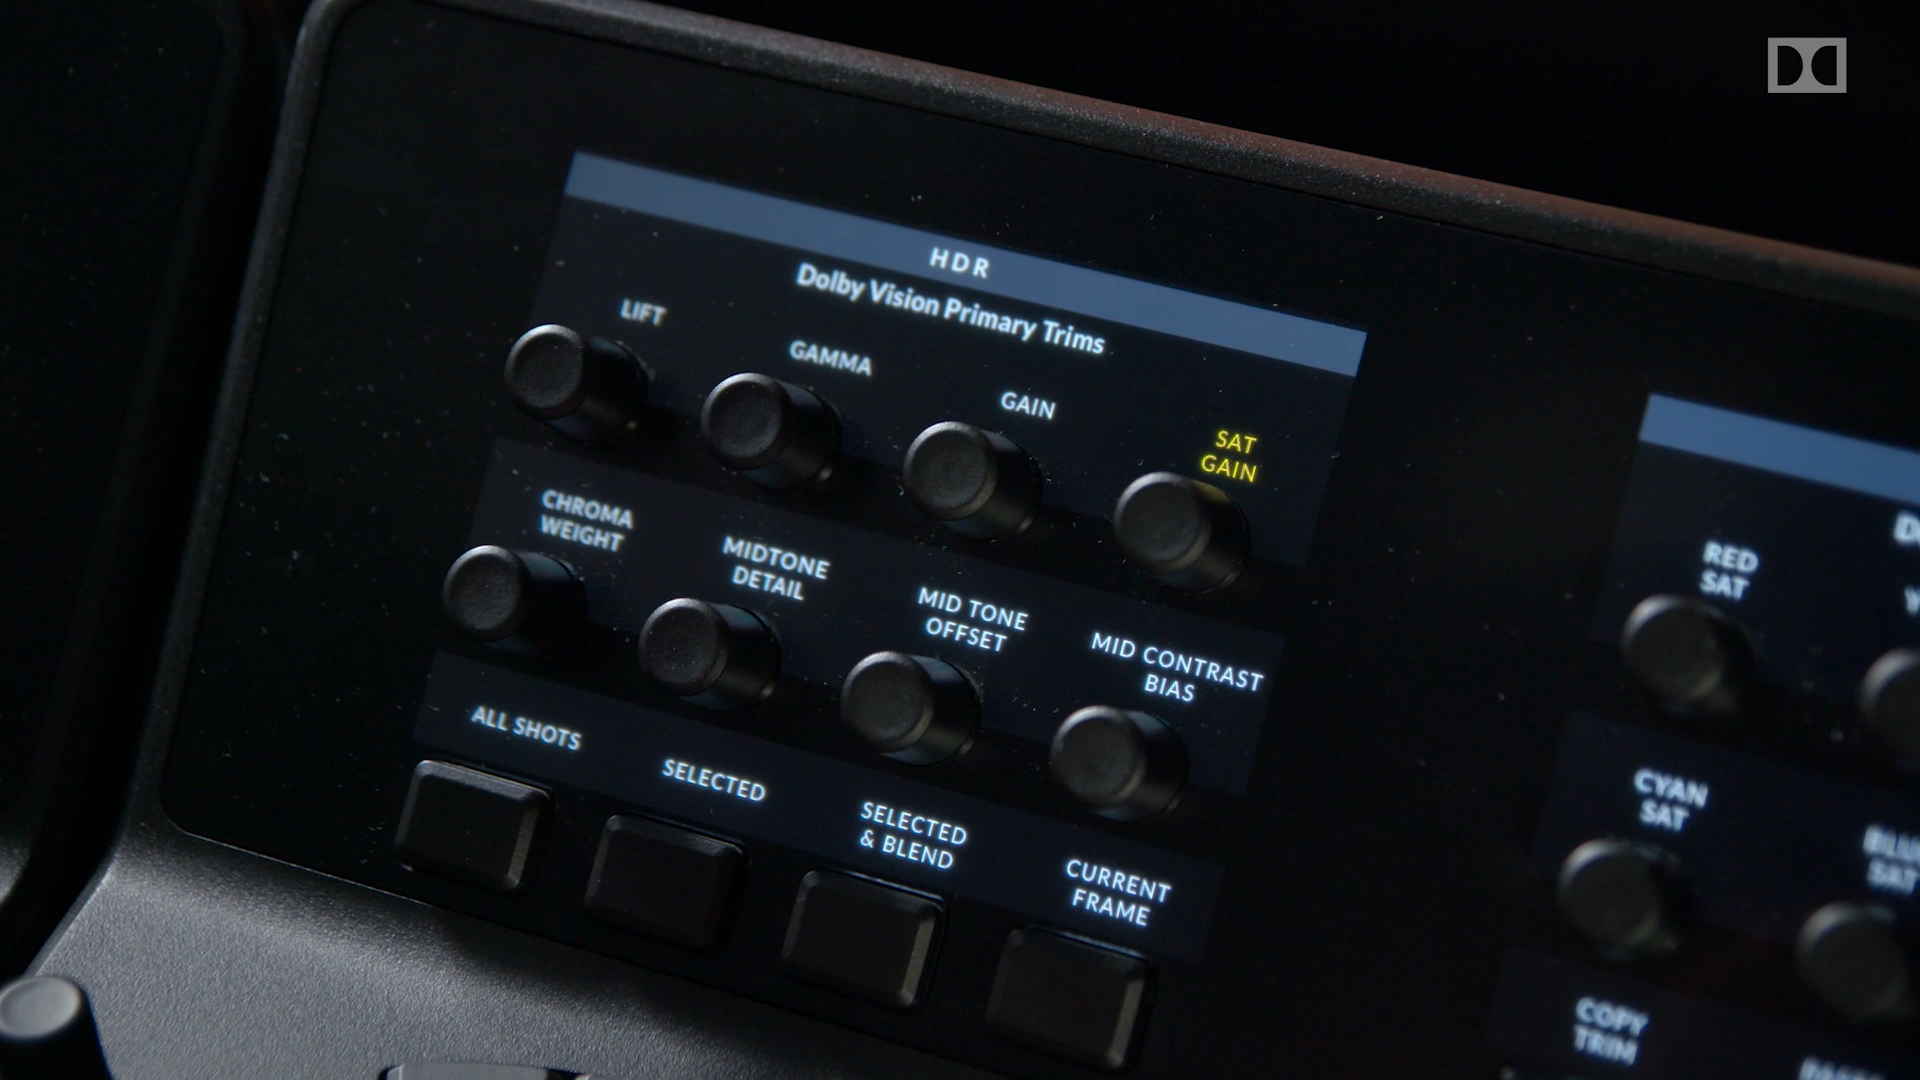 HDR
Dolby Vision Primary Trims
LIFT
GAMMA
GAIN
SAT
GAIN
CHROMA
WEIGHT
MIDTONE
DETAIL
MID TONE
OFFSET
MID CONTRAST
BIAS
ALL SHOTS
SELECTED
SELECTED
& BLEND
CURRENT
FRAME
RED
SAT
CYAN
SAT
SAT
COPY
TRIM